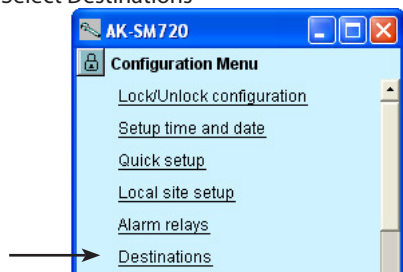 Select Destinations
AK-SM720
Configuration Menu
Lock/Unlock configuration
Setup time and date
Quick setup
Local site setup
Alarm relays
Destinations